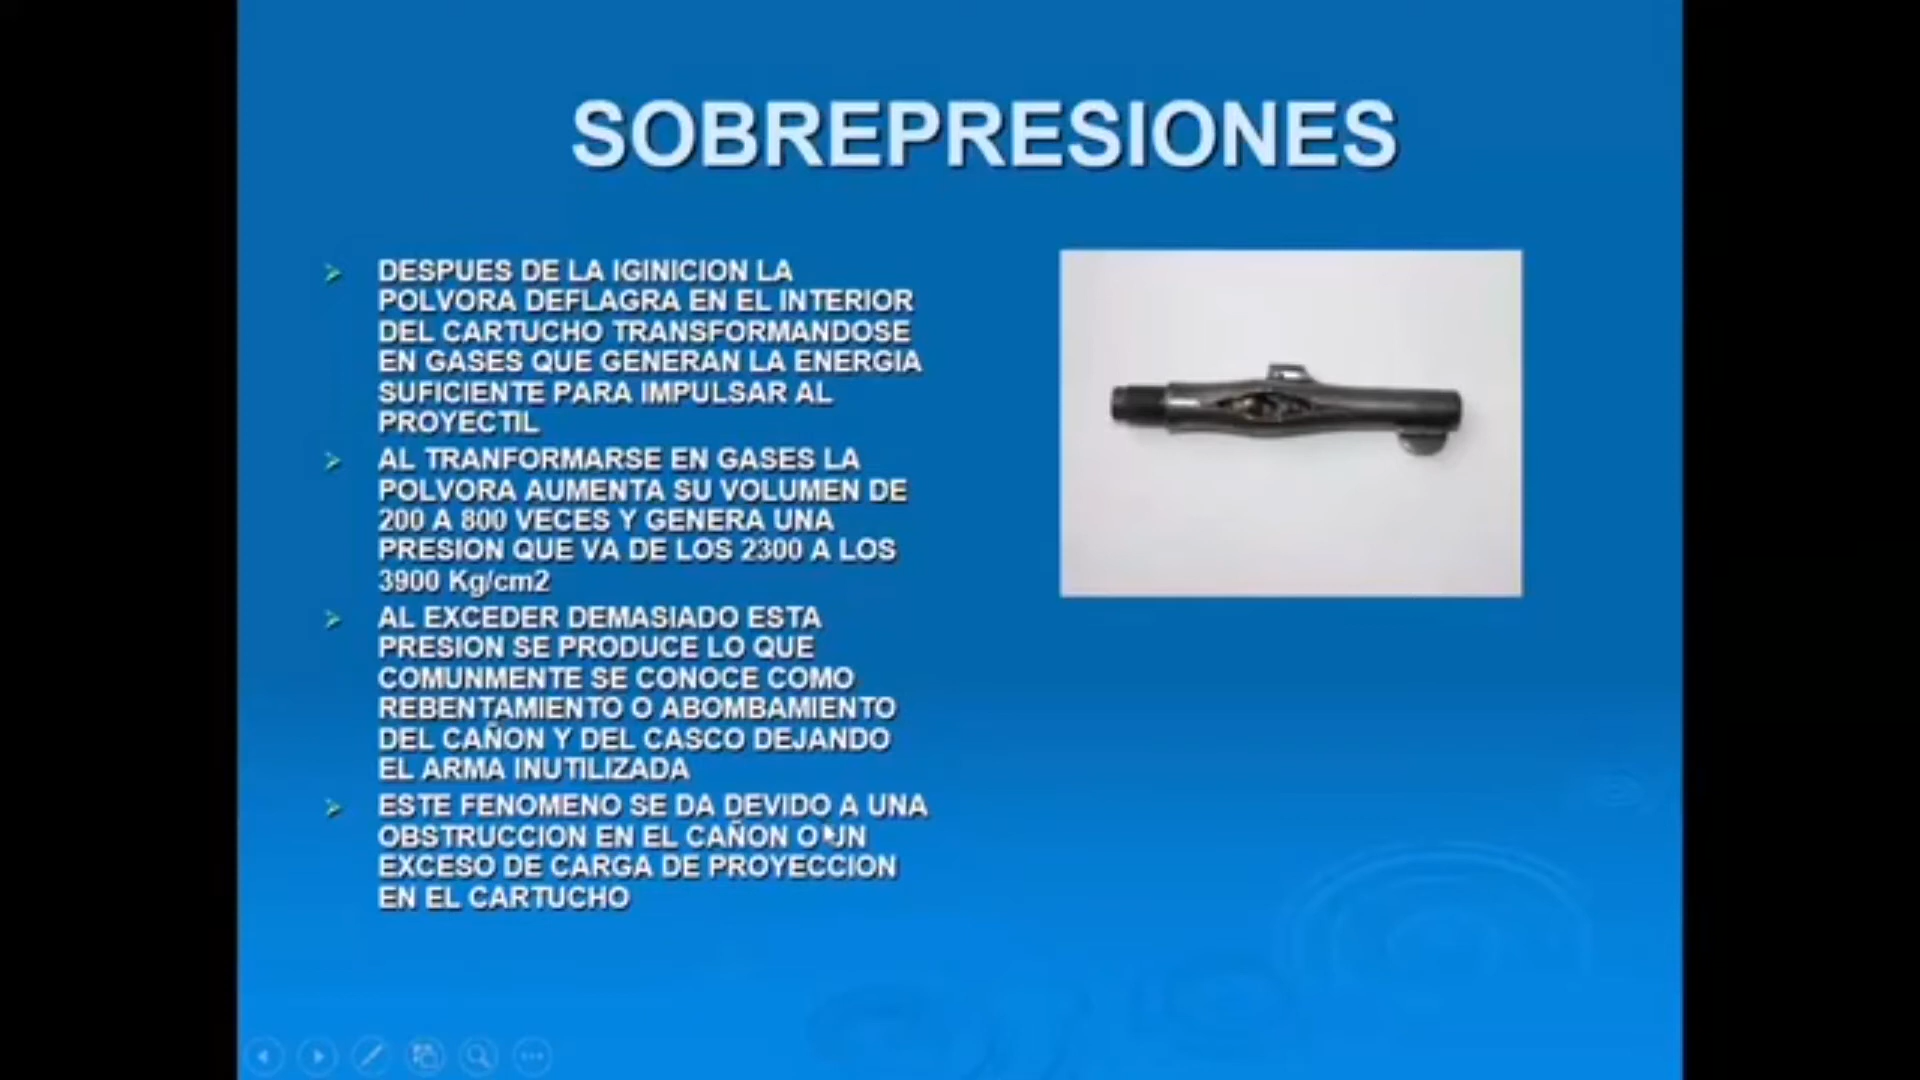 SOBREPRESIONES
DESPUES DE LA IGINICION LA
POLVORA DEFLAGRA EN EL INTERIOR
DEL CARTUCHO TRANSFORMANDOSE
EN GASES QUE GENERAN LA ENERGIA
SUFICIENTE PARA IMPULSAR AL
PROYECTIL
AL TRANFORMARSE EN GASES LA
POLVORA AUMENTA SU VOLUMEN DE
200 A 800 VECES Y GENERA UNA
PRESION QUE VA DE LOS 2300 A LOS
3900 Kg/cm2
AL EXCEDER DEMASIADO ESTA
PRESION SE PRODUCE LO QUE
COMUNMENTE SE CONOCE COMO
REBENTAMIENTO O ABOMBAMIENTO
DEL CAÑON Y DEL CASCO DEJANDO
EL ARMA INUTILIZADA
ESTE FENOMENO SE DA DEVIDO A UNA
OBSTRUCCION EN EL CAÑON O UN
EXCESO DE CARGA DE PROYECCION
EN EL CARTUCHO